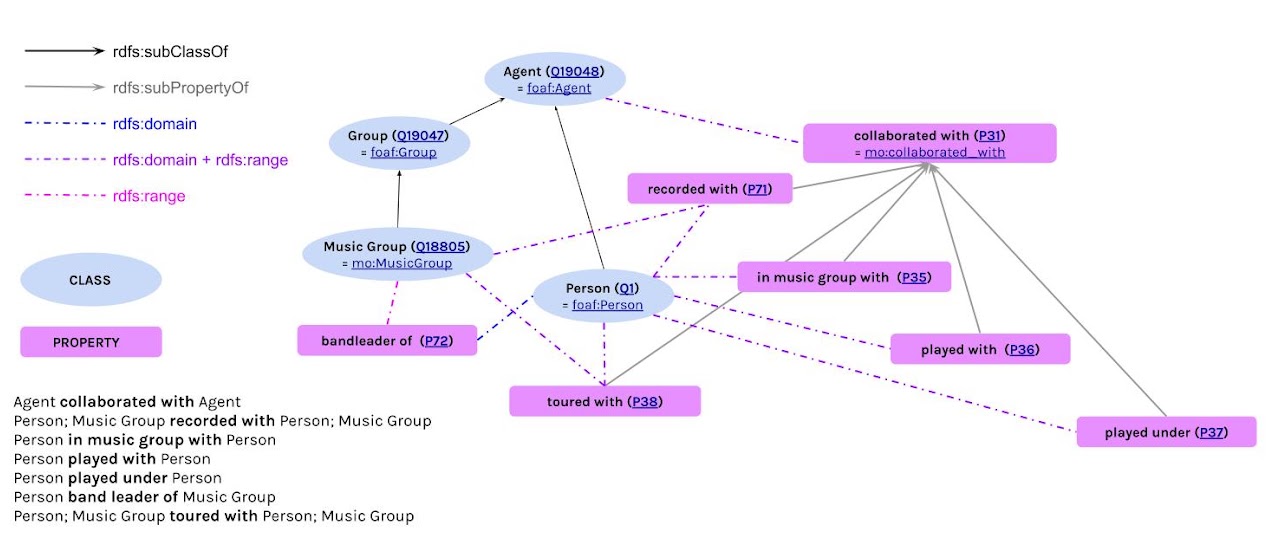 rdfs:subClassOf
rdfs:subPropertyOf
rdfs:domain
rdfs:domain + rdfs:range
rdfs:range
CLASS
PROPERTY
Agent (Q19048)
= foaf:Agent
Group (Q19047)
= foaf:Group
collaborated with (P31)
= mo:collaborated_with
recorded with (P71)
Music Group (Q18805)
= mo:MusicGroup
Person (Q1)
= foaf:Person
in music group with (P35)
bandleader of (P72)
played with (P36)
toured with (P38)
played under (P37)
Agent collaborated with Agent
Person; Music Group recorded with Person; Music Group
Person in music group with Person
Person played with Person
Person played under Person
Person band leader of Music Group
Person; Music Group toured with Person; Music Group